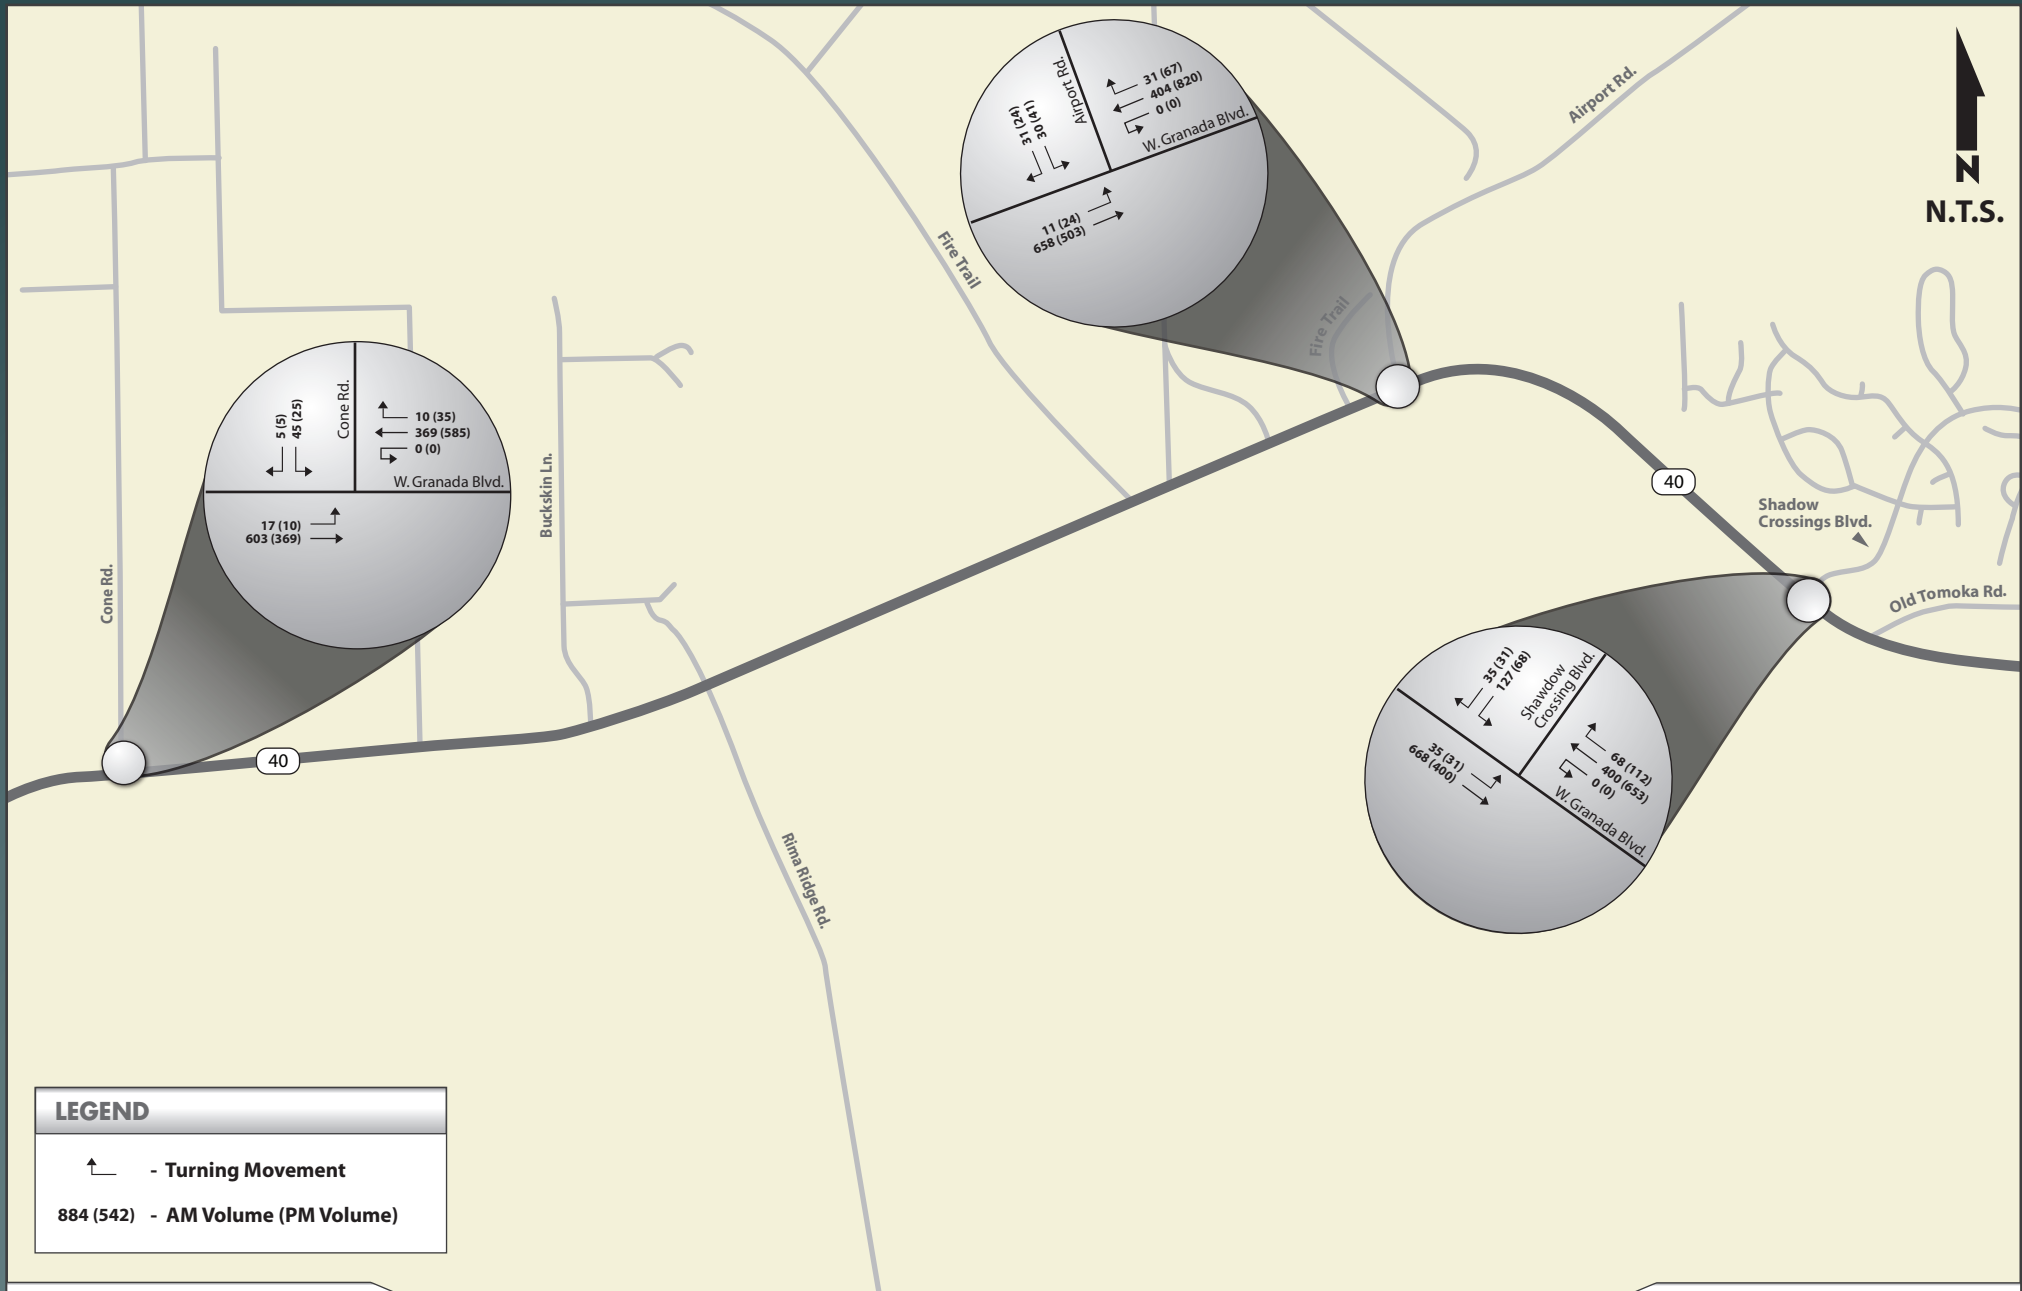 Airport Rd.
31 (67)
404 (820)
0 (0)
31 (24)
30 (41)
W. Granada Blvd.
11 (24)
658 (503)
Airport Rd.
N
N.T.S.
Fire Trail
Fire Trail
Cone Rd.
5 (5)
45 (25)
10 (35)
369 (585)
0 (0)
W. Granada Blvd.
17 (10)
603 (369)
Buckskin Ln.
Cone Rd.
40
40
Shadow
Crossings Blvd.
Old Tomoka Rd.
35 (31)
127 (68)
Shawdow
Crossing Blvd.
35 (31)
668 (400)
68 (112)
400 (653)
0 (0)
W. Granada Blvd.
Rima Ridge Rd.
LEGEND
- Turning Movement
884 (542) - AM Volume (PM Volume)